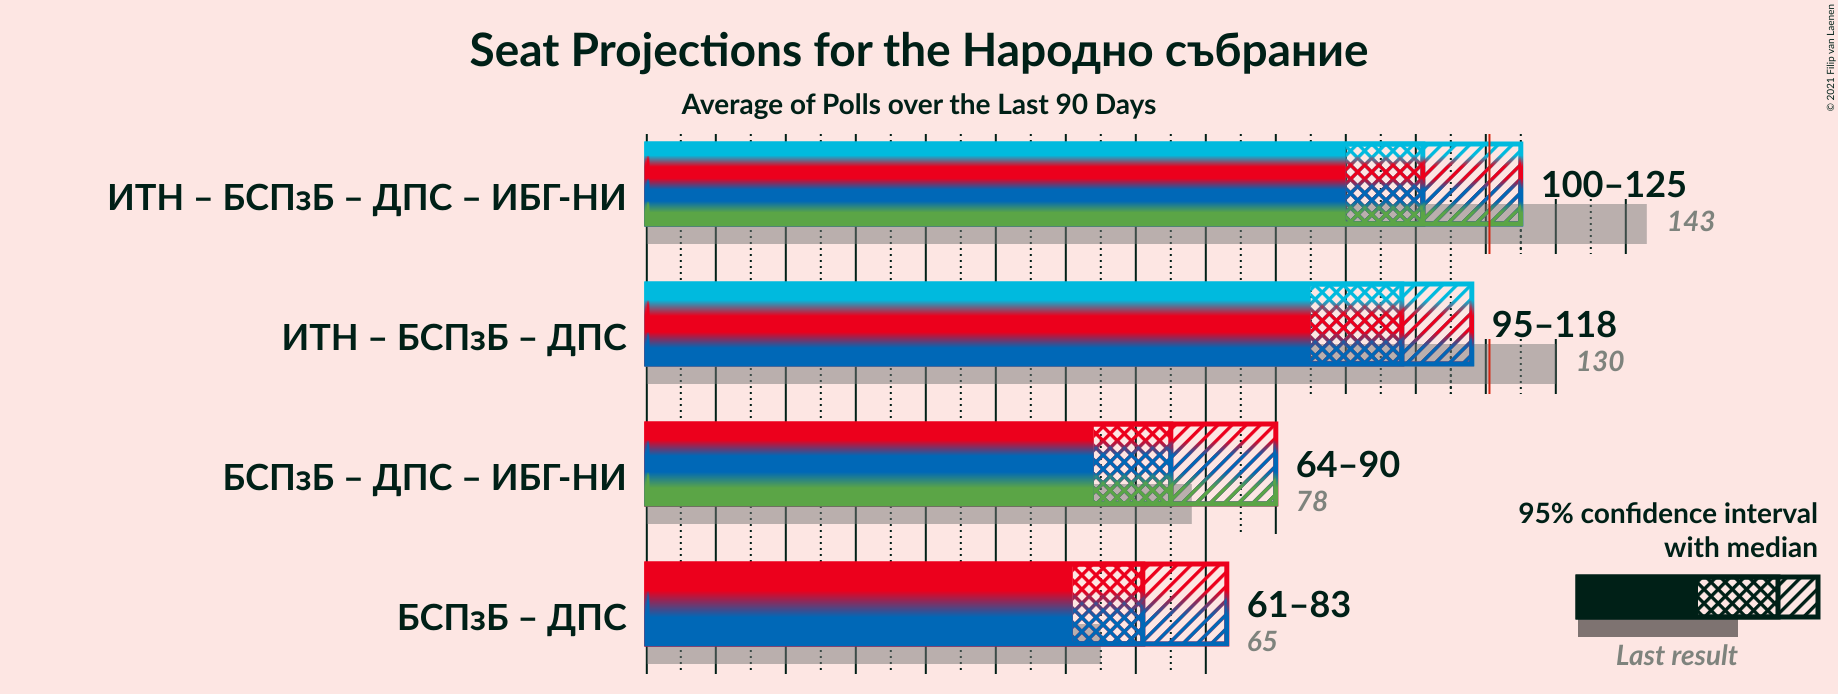 Seat Projections for the Народно събрание
Average of Polls over the Last 90 Days
© 2021 Filip van Laenen
ИТН – БСПзБ – ДПС – ИБГ-НИ
100–125
143
ИТН – БСПзБ – ДПС
95–118
130
БСПзБ – ДПС – ИБГ-НИ
64–90
78
БСПзБ – ДПС
61–83
65
95% confidence interval
with median
Last result